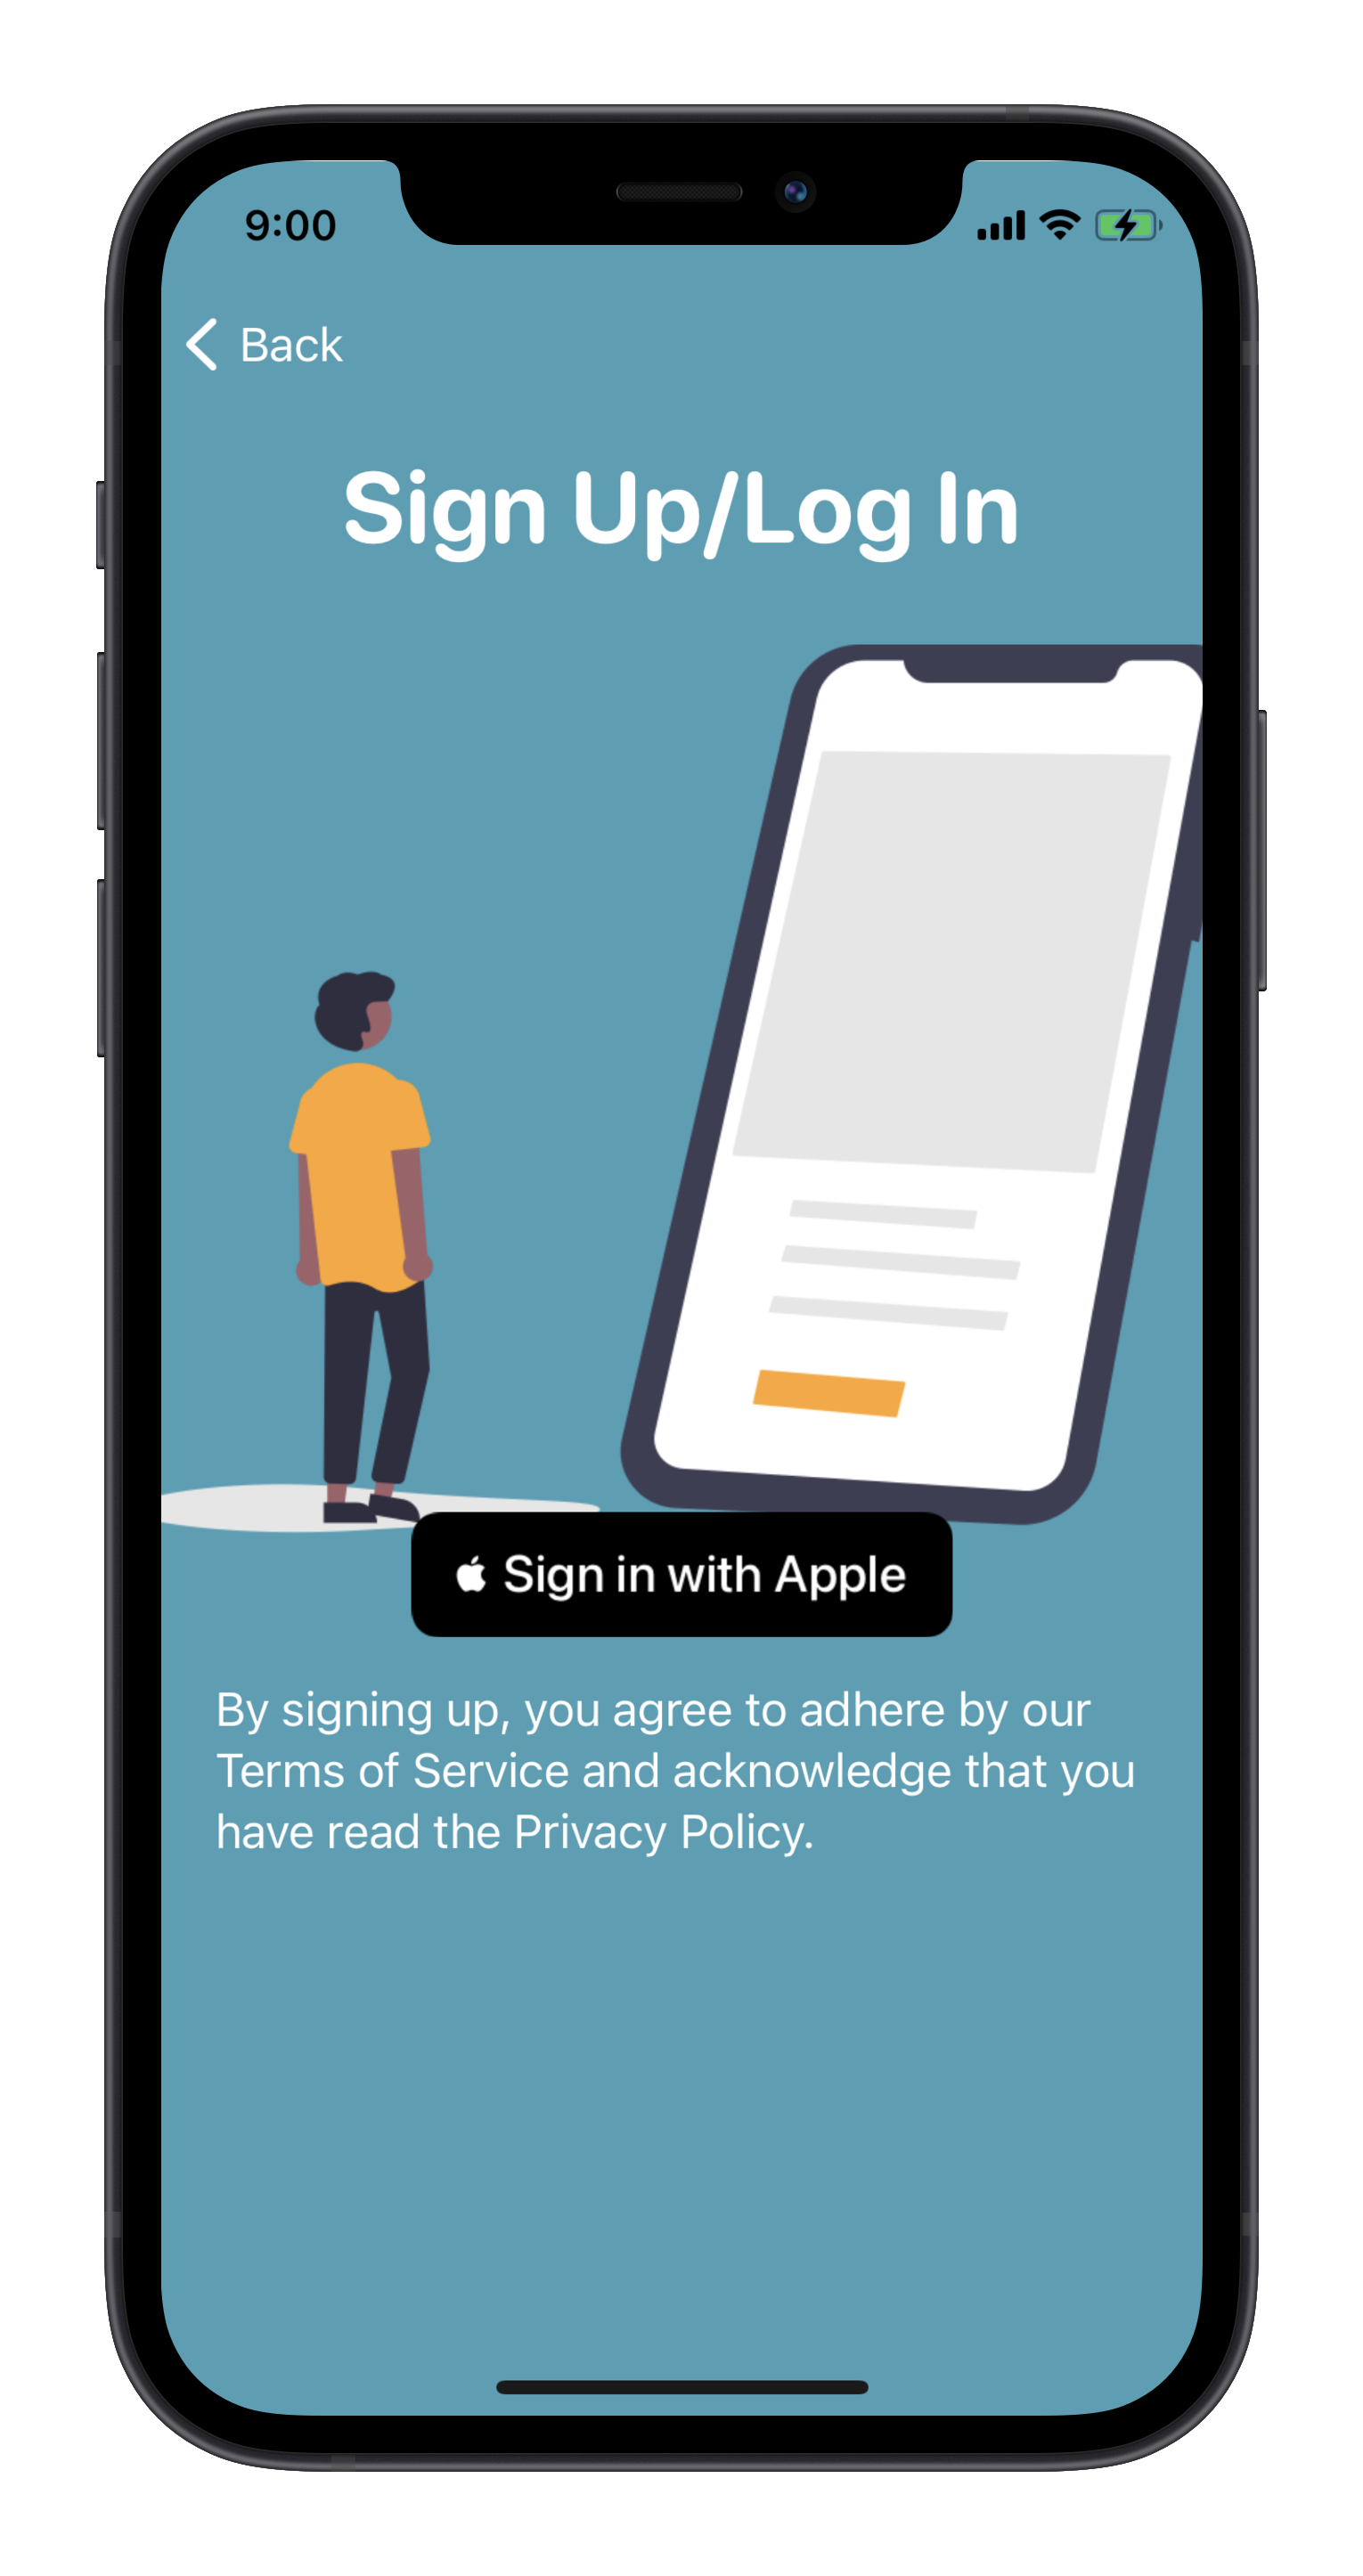 9:00
Back
Sign Up/Log In
Sign in with Apple
By signing up, you agree to adhere by our
Terms of Service and acknowledge that you
have read the Privacy Policy.